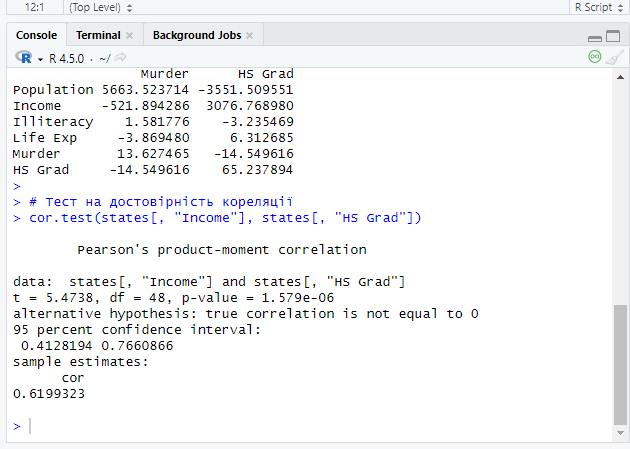 12:1 (Top Level) R Script
Console Terminal Background Jobs
R 4.5.0 · ~/
Murder HS Grad
Population 5663.523714 -3551.509551
Income -521.894286 3076.768980
Illiteracy 1.581776 -3.235469
Life Exp -3.869480 6.312685
Murder 13.627465 -14.549616
HS Grad -14.549616 65.237894
>
> # Тест на достовірність кореляції
> cor.test(states[, "Income"], states[, "HS Grad"])
Pearson's product-moment correlation
data:  states[, "Income"] and states[, "HS Grad"]
t = 5.4738, df = 48, p-value = 1.579e-06
alternative hypothesis: true correlation is not equal to 0
95 percent confidence interval:
0.4128194 0.7660866
sample estimates:
cor
0.6199323
>